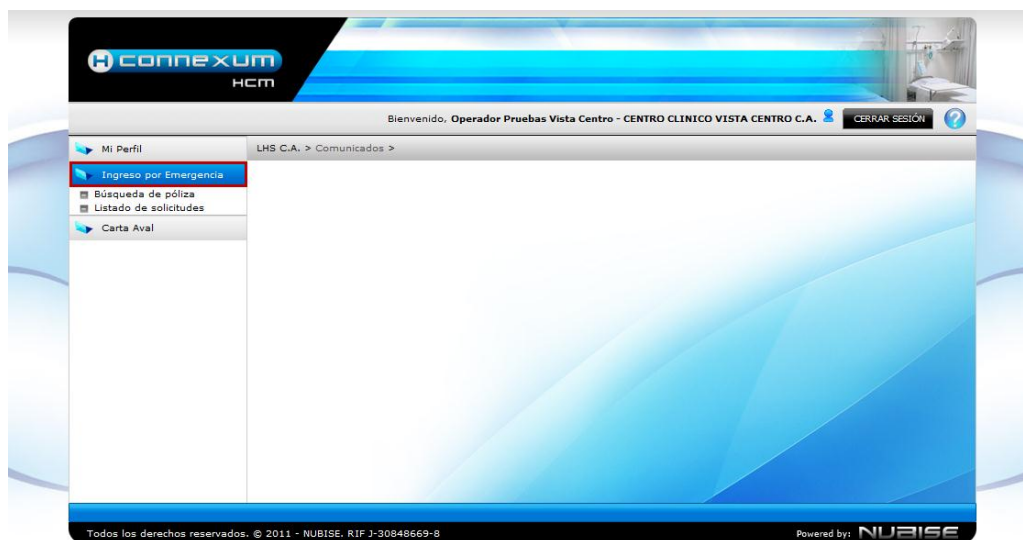 H connexum
HCM
Bienvenido, Operador Pruebas Vista Centro - CENTRO CLINICO VISTA CENTRO C.A. CERRAR SESIÓN ?
Mi Perfil
LHS C.A. > Comunicados >
Ingreso por Emergencia
Búsqueda de póliza
Listado de solicitudes
Carta Aval
Todos los derechos reservados. © 2011 - NUBISE. RIF J-30848669-8
Powered by: NUBISE